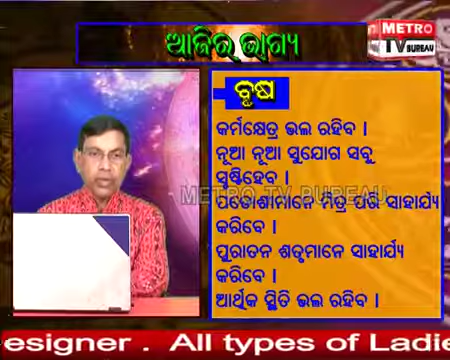 ଆଜିର ଭାଗ୍ୟ
METRO
TV BUREAU
ବୃଷ
କର୍ମକ୍ଷେତ୍ର ଭଲ ରହିବ ।
ନୂଆ ନୂଆ ସୁଯୋଗ ସବୁ
ସୃଷ୍ଟିହେବ ।
ପଡୋଶୀମାନେ ମିତ୍ର ପରି ସାହାର୍ଯ୍ୟ
କରିବେ ।
ପୁରାତନ ଶତୃମାନେ ସାହାର୍ଯ୍ୟ
କରିବେ ।
ଆର୍ଥିକ ସ୍ଥିତି ଭଲ ରହିବ ।
METRO TV BUREAU
esigner . All types of Ladie